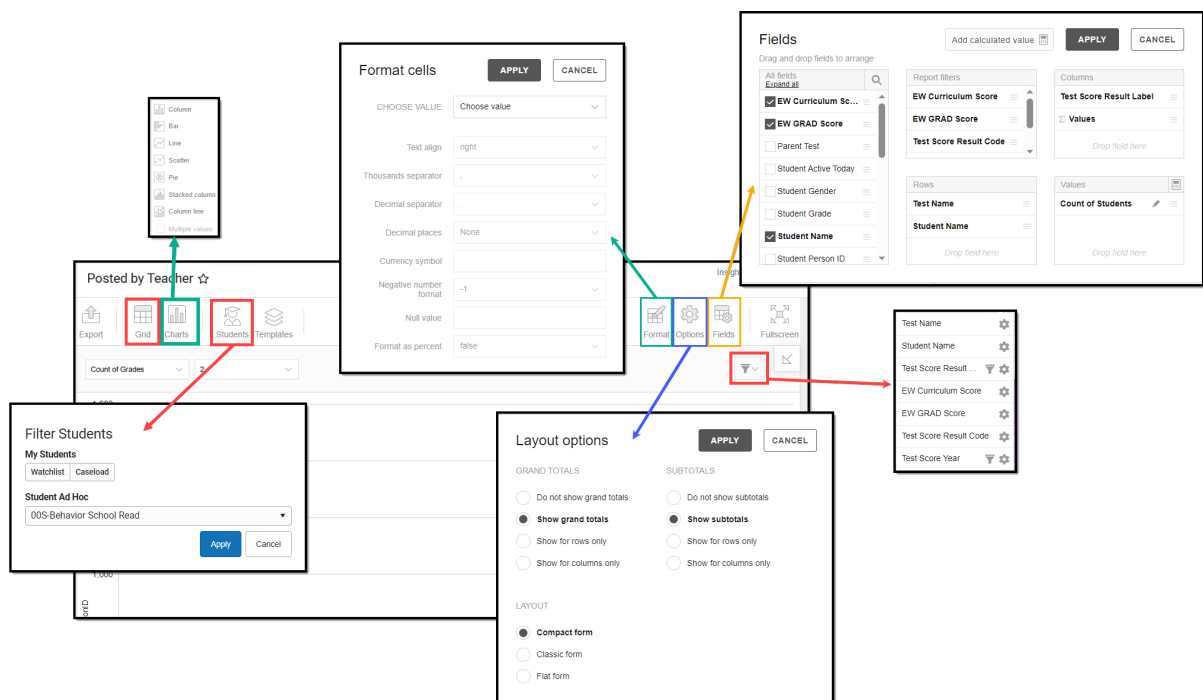 Column
Bar
Line
Scatter
Pie
Stacked column
Column line
Multiple values
Format cells
APPLY
CANCEL
CHOOSE VALUE
Choose value
Text align
right
Thousands separator
,
Decimal separator
.
Decimal places
None
Currency symbol
Negative number
format
-1
Null value
Format as percent
false
Fields
Add calculated value
APPLY
CANCEL
Drag and drop fields to arrange
All fields
Expand all
EW Curriculum Sc...
EW GRAD Score
Parent Test
Student Active Today
Student Gender
Student Grade
Student Name
Student Person ID
Report filters
EW Curriculum Score
EW GRAD Score
Test Score Result Code
Columns
Test Score Result Label
Σ Values
Drop field here
Rows
Test Name
Student Name
Drop field here
Values
Count of Students
Drop field here
Posted by Teacher
Insigh
Export
Grid
Charts
Students
Templates
Format
Options
Fields
Fullscreen
Count of Grades
2
1,000
Filter Students
My Students
Watchlist
Caseload
Student Ad Hoc
00S-Behavior School Read
Apply
Cancel
Layout options
APPLY
CANCEL
GRAND TOTALS
Do not show grand totals
Show grand totals
Show for rows only
Show for columns only
SUBTOTALS
Do not show subtotals
Show subtotals
Show for rows only
Show for columns only
LAYOUT
Compact form
Classic form
Flat form
Test Name
Student Name
Test Score Result ...
EW Curriculum Score
EW GRAD Score
Test Score Result Code
Test Score Year